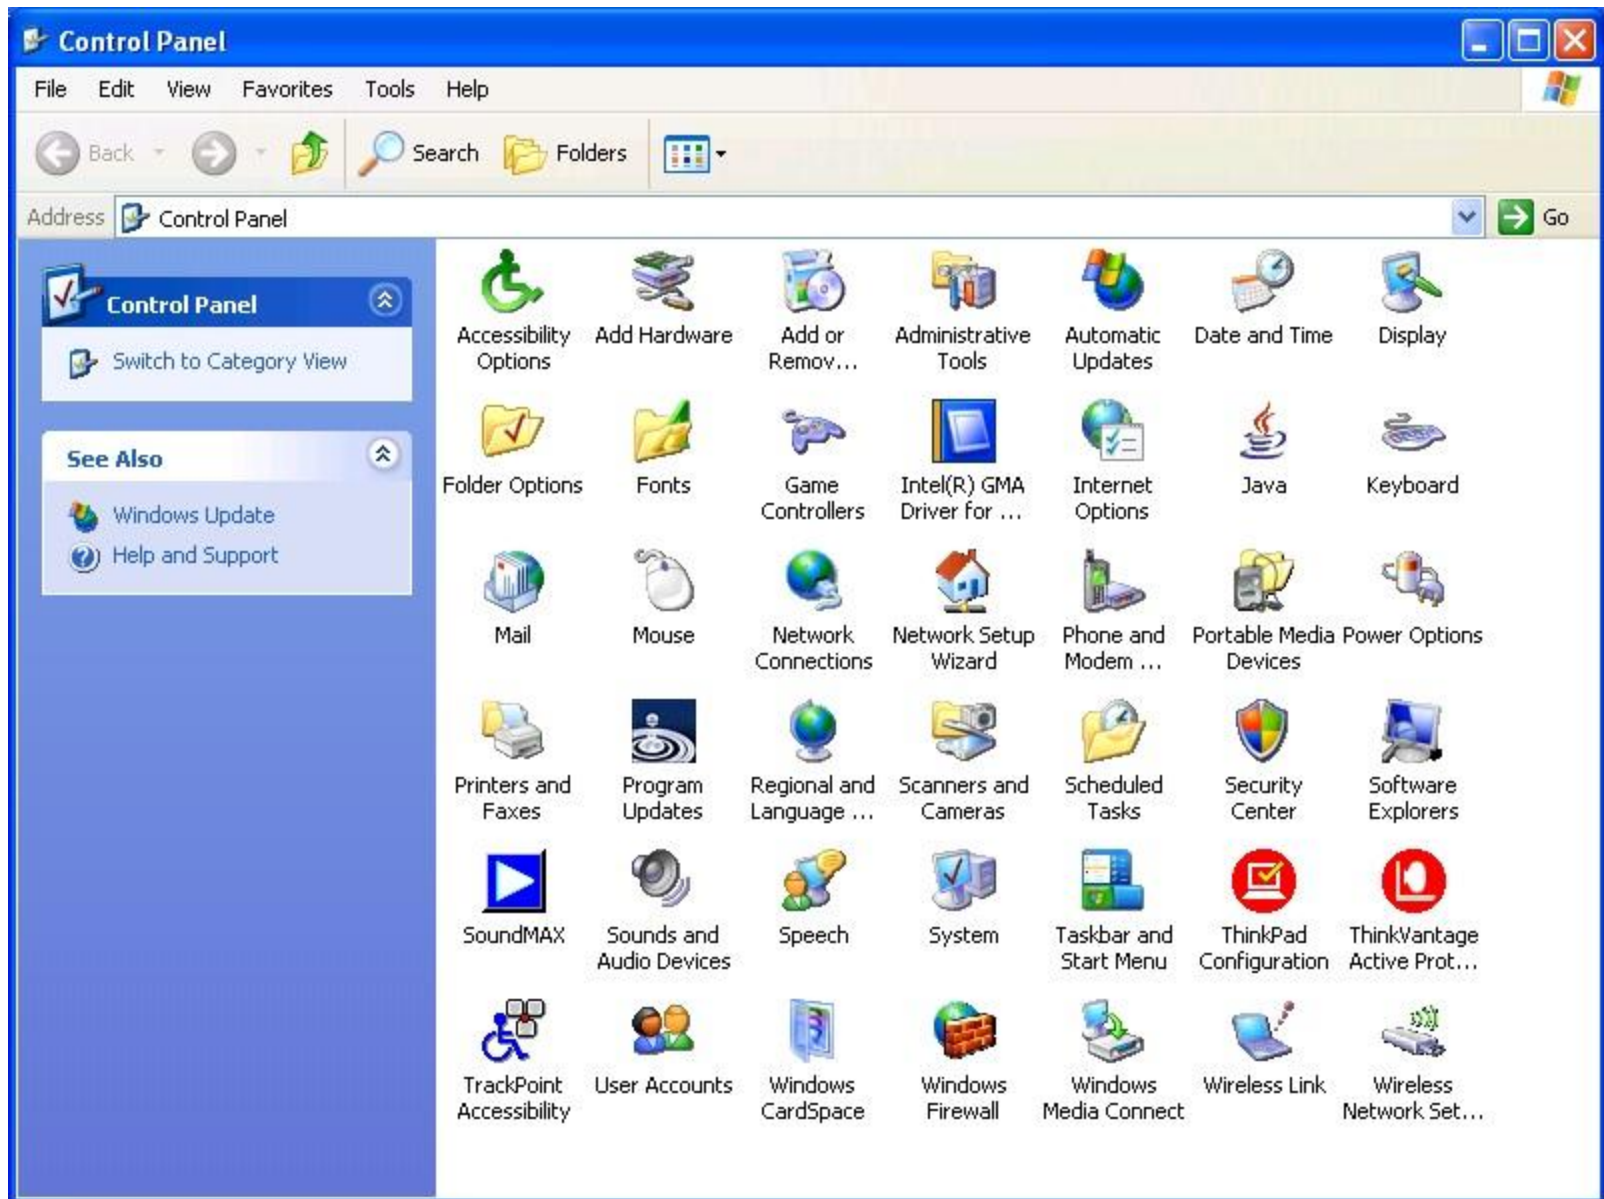 Control Panel
File Edit View Favorites Tools Help
Back Search Folders
Address Control Panel Go
Control Panel
Switch to Category View
See Also
Windows Update
Help and Support
Accessibility Options
Add Hardware
Add or Remov...
Administrative Tools
Automatic Updates
Date and Time
Display
Folder Options
Fonts
Game Controllers
Intel(R) GMA Driver for ...
Internet Options
Java
Keyboard
Mail
Mouse
Network Connections
Network Setup Wizard
Phone and Modem ...
Portable Media Devices
Power Options
Printers and Faxes
Program Updates
Regional and Language ...
Scanners and Cameras
Scheduled Tasks
Security Center
Software Explorers
SoundMAX
Sounds and Audio Devices
Speech
System
Taskbar and Start Menu
ThinkPad Configuration
ThinkVantage Active Prot...
TrackPoint Accessibility
User Accounts
Windows CardSpace
Windows Firewall
Windows Media Connect
Wireless Link
Wireless Network Set...